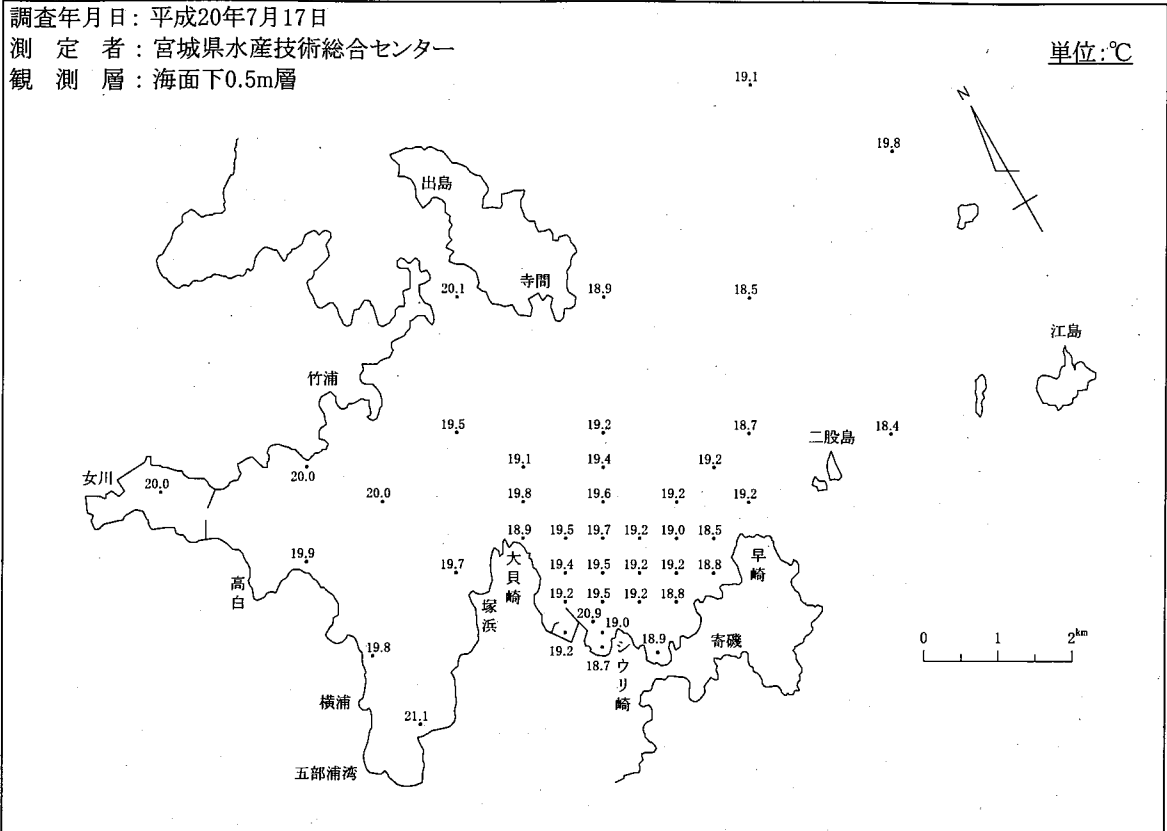 調査年月日：平成20年7月17日
測 定 者：宮城県水産技術総合センター
観 測 層：海面下0.5m層
単位:℃
19.1
N
19.8
出島
寺間
20.1
18.9
18.5
江島
竹浦
19.5
19.2
18.7
二股島
18.4
女川
20.0
20.0
20.0
19.1
19.4
19.2
19.8
19.6
19.2
19.2
18.9
19.5
19.7
19.2
19.0
18.5
19.9
19.7
大貝崎
19.4
19.5
19.2
19.2
18.8
早崎
高白
塚浜
19.2
19.5
19.2
18.8
20.9
19.0
19.2
18.7
シウリ崎
18.9
寄磯
0 1 2km
19.8
横浦
21.1
五部浦湾